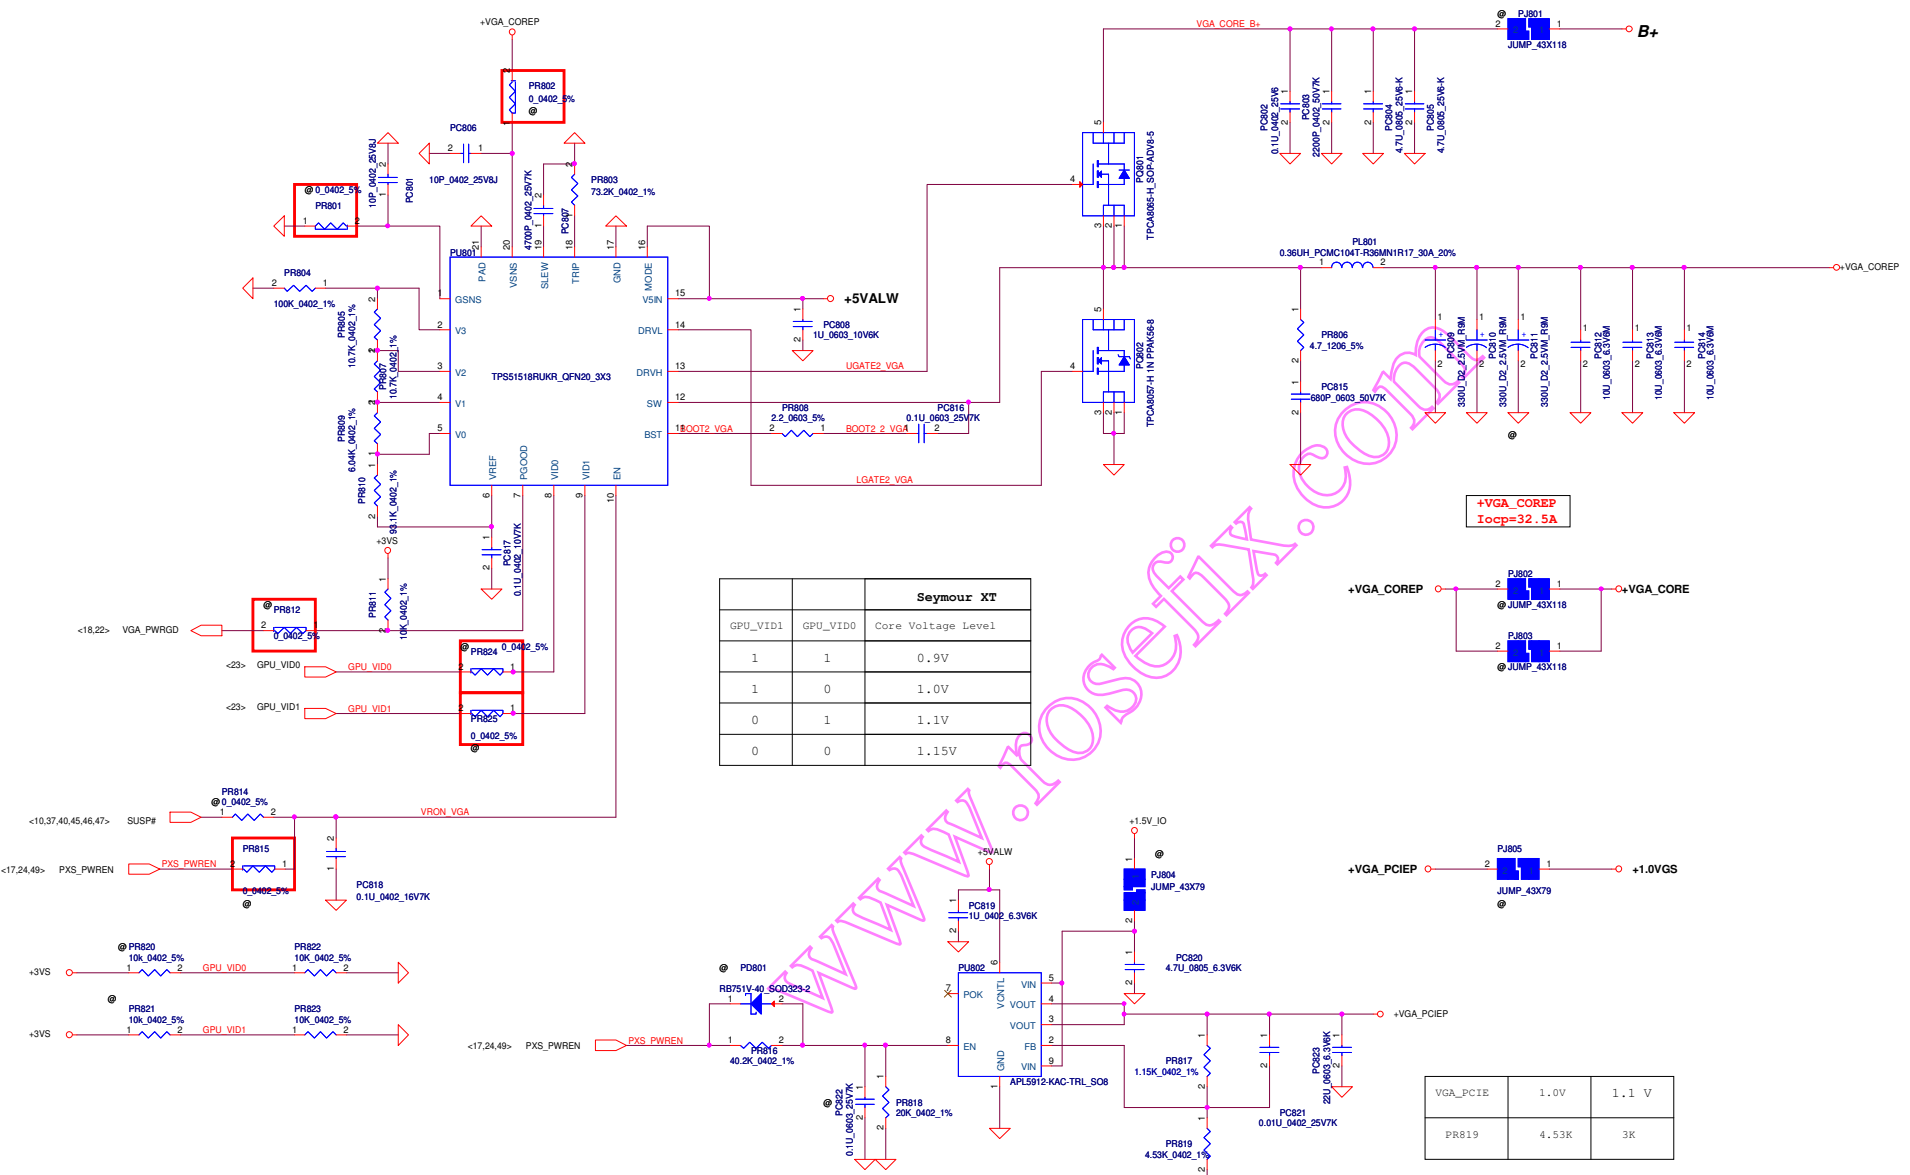 +VGA_COREP
PR802
0_0402_5%
@
PC806
10P_0402_25V8J
10P_0402_25V8J
PC801
@ 0_0402_5%
PR801
4700P_0402_25V7K
PC807
PR803
73.2K_0402_1%
PU801
PAD
VSNS
SLEW
TRIP
GND
MODE
GSNS
V3
V2
V1
V0
V5IN
DRVL
DRVH
SW
BST
VREF
PGOOD
VID0
VID1
EN
TPS51518RUKR_QFN20_3X3
PR804
100K_0402_1%
PR805
10.7K_0402_1%
PR807
10.7K_0402_1%
PR809
6.04K_0402_1%
PR810
93.1K_0402_1%
+5VALW
PC808
1U_0603_10V6K
UGATE2_VGA
BOOT2_VGA
PR808
2.2_0603_5%
BOOT2_2_VGA
PC816
0.1U_0603_25V7K
LGATE2_VGA
VGA_CORE_B+
@ PJ801
JUMP_43X118
B+
PC802
0.1U_0402_25V6
PC803
2200P_0402_50V7K
PC804
4.7U_0805_25V6-K
PC805
4.7U_0805_25V6-K
PQ801
TPCA8065-H_SOP-ADV8-5
PQ802
TPCA8057-H 1N PPAK56-8
PL801
0.36UH_PCMC104T-R36MN1R17_30A_20%
+VGA_COREP
PR806
4.7_1206_5%
PC815
680P_0603_50V7K
PC809
330U_D2_2.5VM_R9M
PC810
330U_D2_2.5VM_R9M
PC811
330U_D2_2.5VM_R9M
@
PC812
10U_0603_6.3V6M
PC813
10U_0603_6.3V6M
PC814
10U_0603_6.3V6M
+VGA_COREP
Iocp=32.5A
+VGA_COREP
PJ802
@ JUMP_43X118
+VGA_CORE
PJ803
@ JUMP_43X118
+3VS
PR811
10K_0402_1%
PC817
0.1U_0402_10V7K
<18,22> VGA_PWRGD
@ PR812
0_0402_5%
<23> GPU_VID0
GPU_VID0
@ 0_0402_5%
PR824
<23> GPU_VID1
GPU_VID1
PR825
0_0402_5%
@
Seymour XT
GPU_VID1 GPU_VID0 Core Voltage Level
1 1 0.9V
1 0 1.0V
0 1 1.1V
0 0 1.15V
PR814
@ 0_0402_5%
<10,37,40,45,46,47> SUSP#
VRON_VGA
<17,24,49> PXS_PWREN
PXS_PWREN
PR815
0_0402_5%
@
PC818
0.1U_0402_16V7K
@ PR820
10k_0402_5%
+3VS
GPU_VID0
PR822
10K_0402_5%
@
PR821
10k_0402_5%
+3VS
GPU_VID1
PR823
10K_0402_5%
www.rosefix.com
+1.5V_IO
@
PJ804
JUMP_43X79
+5VALW
PC819
1U_0402_6.3V6K
PC820
4.7U_0805_6.3V6K
@ PD801
RB751V-40_SOD323-2
<17,24,49> PXS_PWREN
PXS_PWREN
PR816
40.2K_0402_1%
@ PC822
0.1U_0603_25V7K
PR818
20K_0402_1%
PU802
POK
VCNTL
EN
GND
VIN
VOUT
VOUT
FB
VIN
APL5912-KAC-TRL_SO8
PR817
1.15K_0402_1%
PC821
0.01U_0402_25V7K
PC823
22U_0603_6.3V6K
+VGA_PCIEP
PR819
4.53K_0402_1%
+VGA_PCIEP
PJ805
JUMP_43X79
@
+1.0VGS
VGA_PCIE 1.0V 1.1 V
PR819 4.53K 3K